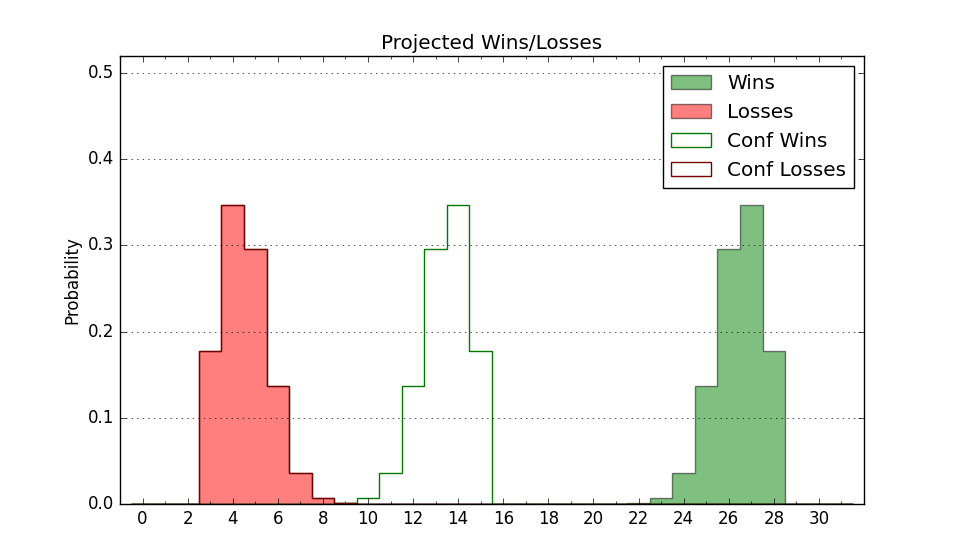 Projected Wins/Losses
0.5
0.4
0.3
0.2
0.1
0.0
Probability
Wins
Losses
Conf Wins
Conf Losses
0 2 4 6 8 10 12 14 16 18 20 22 24 26 28 30